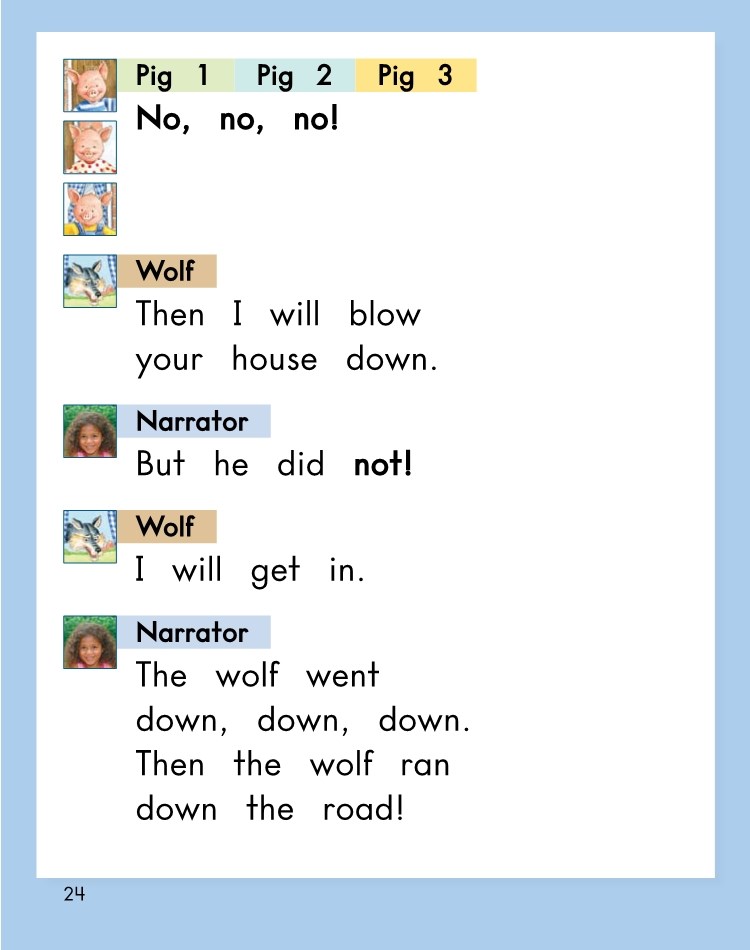 Pig 1 Pig 2 Pig 3
No, no, no!
Wolf
Then I will blow
your house down.
Narrator
But he did not!
Wolf
I will get in.
Narrator
The wolf went
down, down, down.
Then the wolf ran
down the road!
24